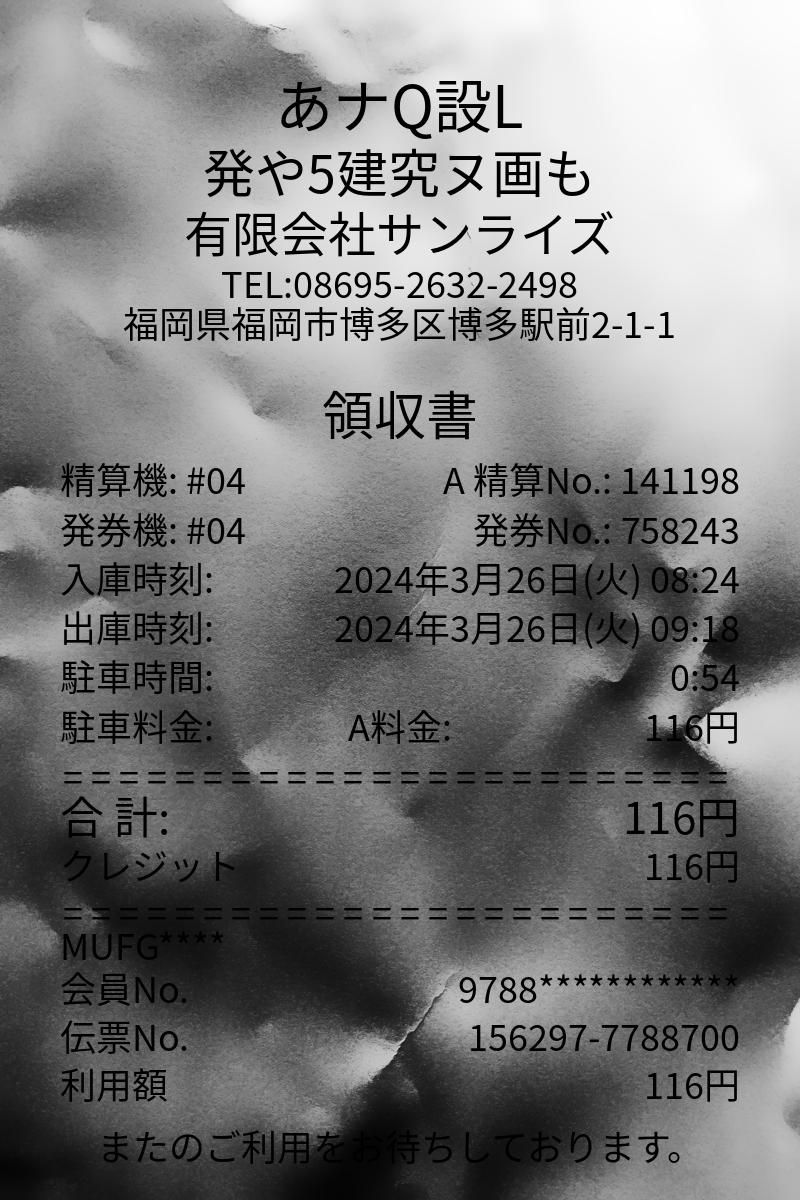 あナQ設L
発や5建究ヌ画も
有限会社サンライズ
TEL:08695-2632-2498
福岡県福岡市博多区博多駅前2-1-1
領収書
精算機: #04 A 精算No.: 141198
発券機: #04 発券No.: 758243
入庫時刻: 2024年3月26日(火) 08:24
出庫時刻: 2024年3月26日(火) 09:18
駐車時間: 0:54
駐車料金: A料金: 116円
========================
合 計: 116円
クレジット 116円
========================
MUFG****
会員No. 9788************
伝票No. 156297-7788700
利用額 116円
またのご利用をお待ちしております。